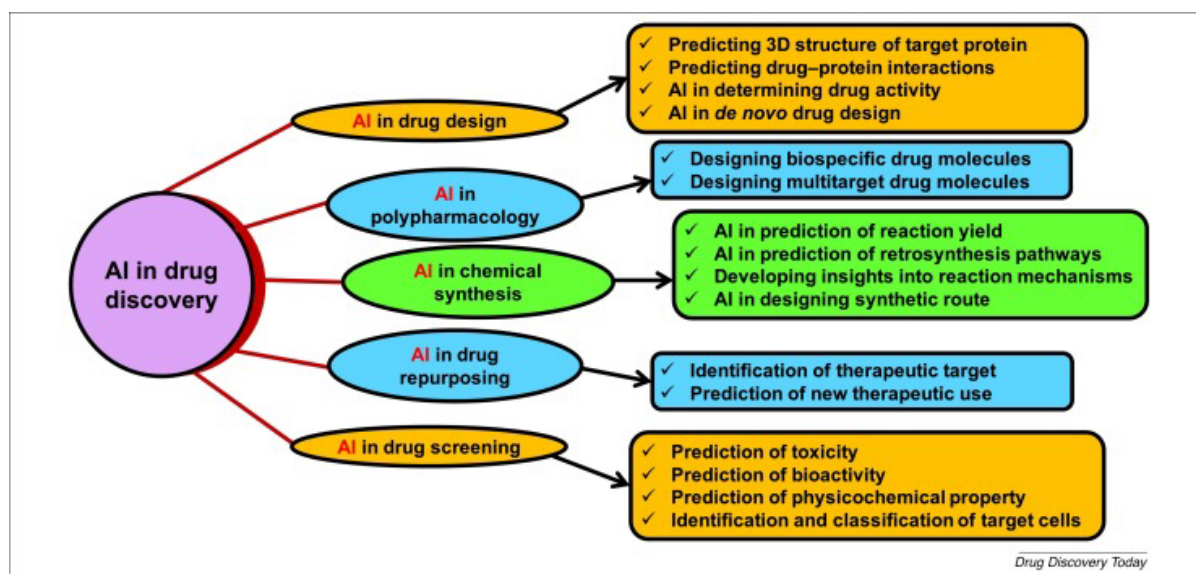 AI in drug
discovery
AI in drug design
✓ Predicting 3D structure of target protein
✓ Predicting drug–protein interactions
✓ AI in determining drug activity
✓ AI in de novo drug design
AI in
polypharmacology
✓ Designing biospecific drug molecules
✓ Designing multitarget drug molecules
AI in chemical
synthesis
✓ AI in prediction of reaction yield
✓ AI in prediction of retrosynthesis pathways
✓ Developing insights into reaction mechanisms
✓ AI in designing synthetic route
AI in drug
repurposing
✓ Identification of therapeutic target
✓ Prediction of new therapeutic use
AI in drug screening
✓ Prediction of toxicity
✓ Prediction of bioactivity
✓ Prediction of physicochemical property
✓ Identification and classification of target cells
Drug Discovery Today